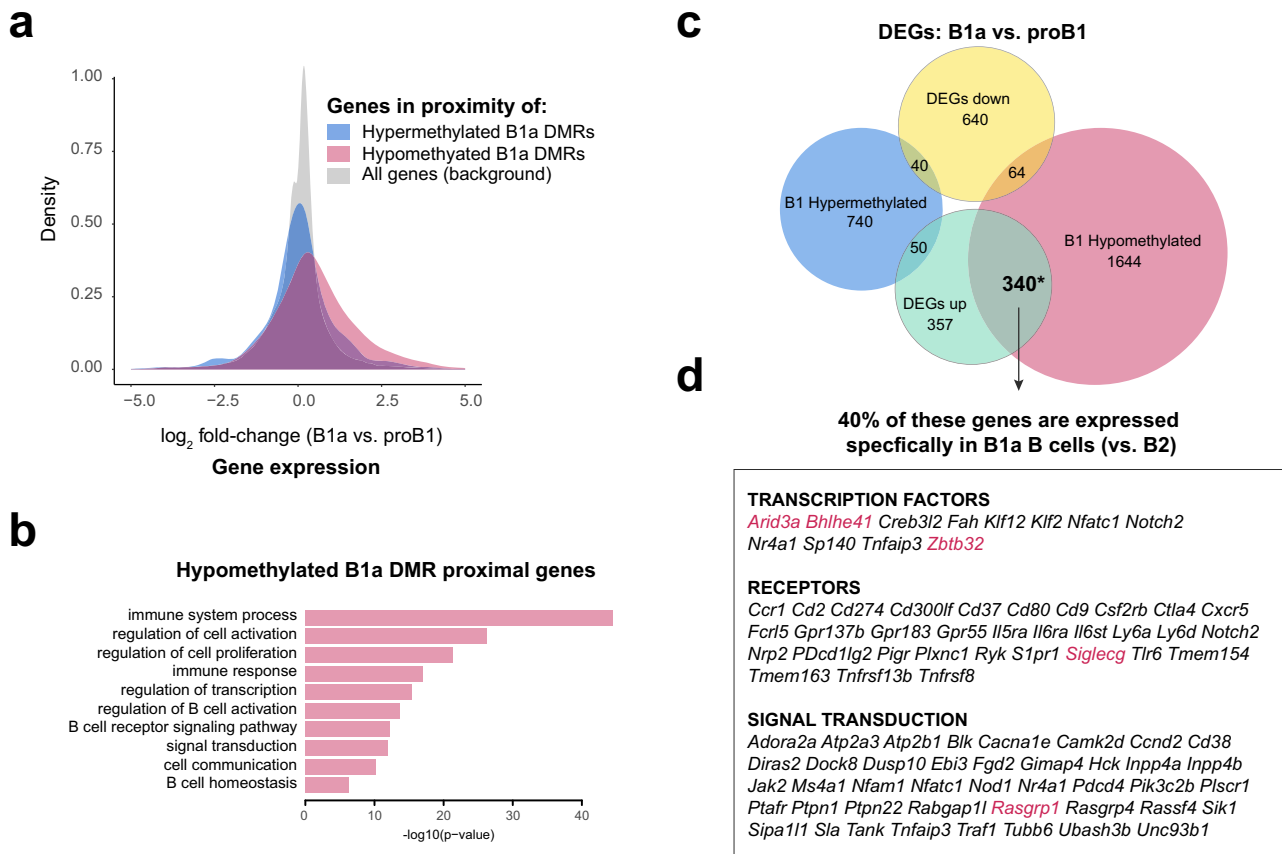 a
1.00
0.75
0.50
0.25
0.00
Density
Genes in proximity of:
Hypermethylated B1a DMRs
Hypomethyated B1a DMRs
All genes (background)
−5.0 −2.5 0.0 2.5 5.0
log2 fold-change (B1a vs. proB1)
Gene expression
b
Hypomethylated B1a DMR proximal genes
immune system process
regulation of cell activation
regulation of cell proliferation
immune response
regulation of transcription
regulation of B cell activation
B cell receptor signaling pathway
signal transduction
cell communication
B cell homeostasis
0 10 20 30 40
-log10(p−value)
c
DEGs: B1a vs. proB1
DEGs down
640
40
64
B1 Hypermethylated
740
B1 Hypomethylated
1644
50
340*
DEGs up
357
d
40% of these genes are expressed
specfically in B1a B cells (vs. B2)
TRANSCRIPTION FACTORS
Arid3a Bhlhe41 Creb3l2 Fah Klf12 Klf2 Nfatc1 Notch2
Nr4a1 Sp140 Tnfaip3 Zbtb32
RECEPTORS
Ccr1 Cd2 Cd274 Cd300lf Cd37 Cd80 Cd9 Csf2rb Ctla4 Cxcr5
Fcrl5 Gpr137b Gpr183 Gpr55 Il5ra Il6ra Il6st Ly6a Ly6d Notch2
Nrp2 PDcd1lg2 Pigr Plxnc1 Ryk S1pr1 Siglecg Tlr6 Tmem154
Tmem163 Tnfrsf13b Tnfrsf8
SIGNAL TRANSDUCTION
Adora2a Atp2a3 Atp2b1 Blk Cacna1e Camk2d Ccnd2 Cd38
Diras2 Dock8 Dusp10 Ebi3 Fgd2 Gimap4 Hck Inpp4a Inpp4b
Jak2 Ms4a1 Nfam1 Nfatc1 Nod1 Nr4a1 Pdcd4 Pik3c2b Plscr1
Ptafr Ptpn1 Ptpn22 Rabgap1l Rasgrp1 Rasgrp4 Rassf4 Sik1
Sipa1l1 Sla Tank Tnfaip3 Traf1 Tubb6 Ubash3b Unc93b1